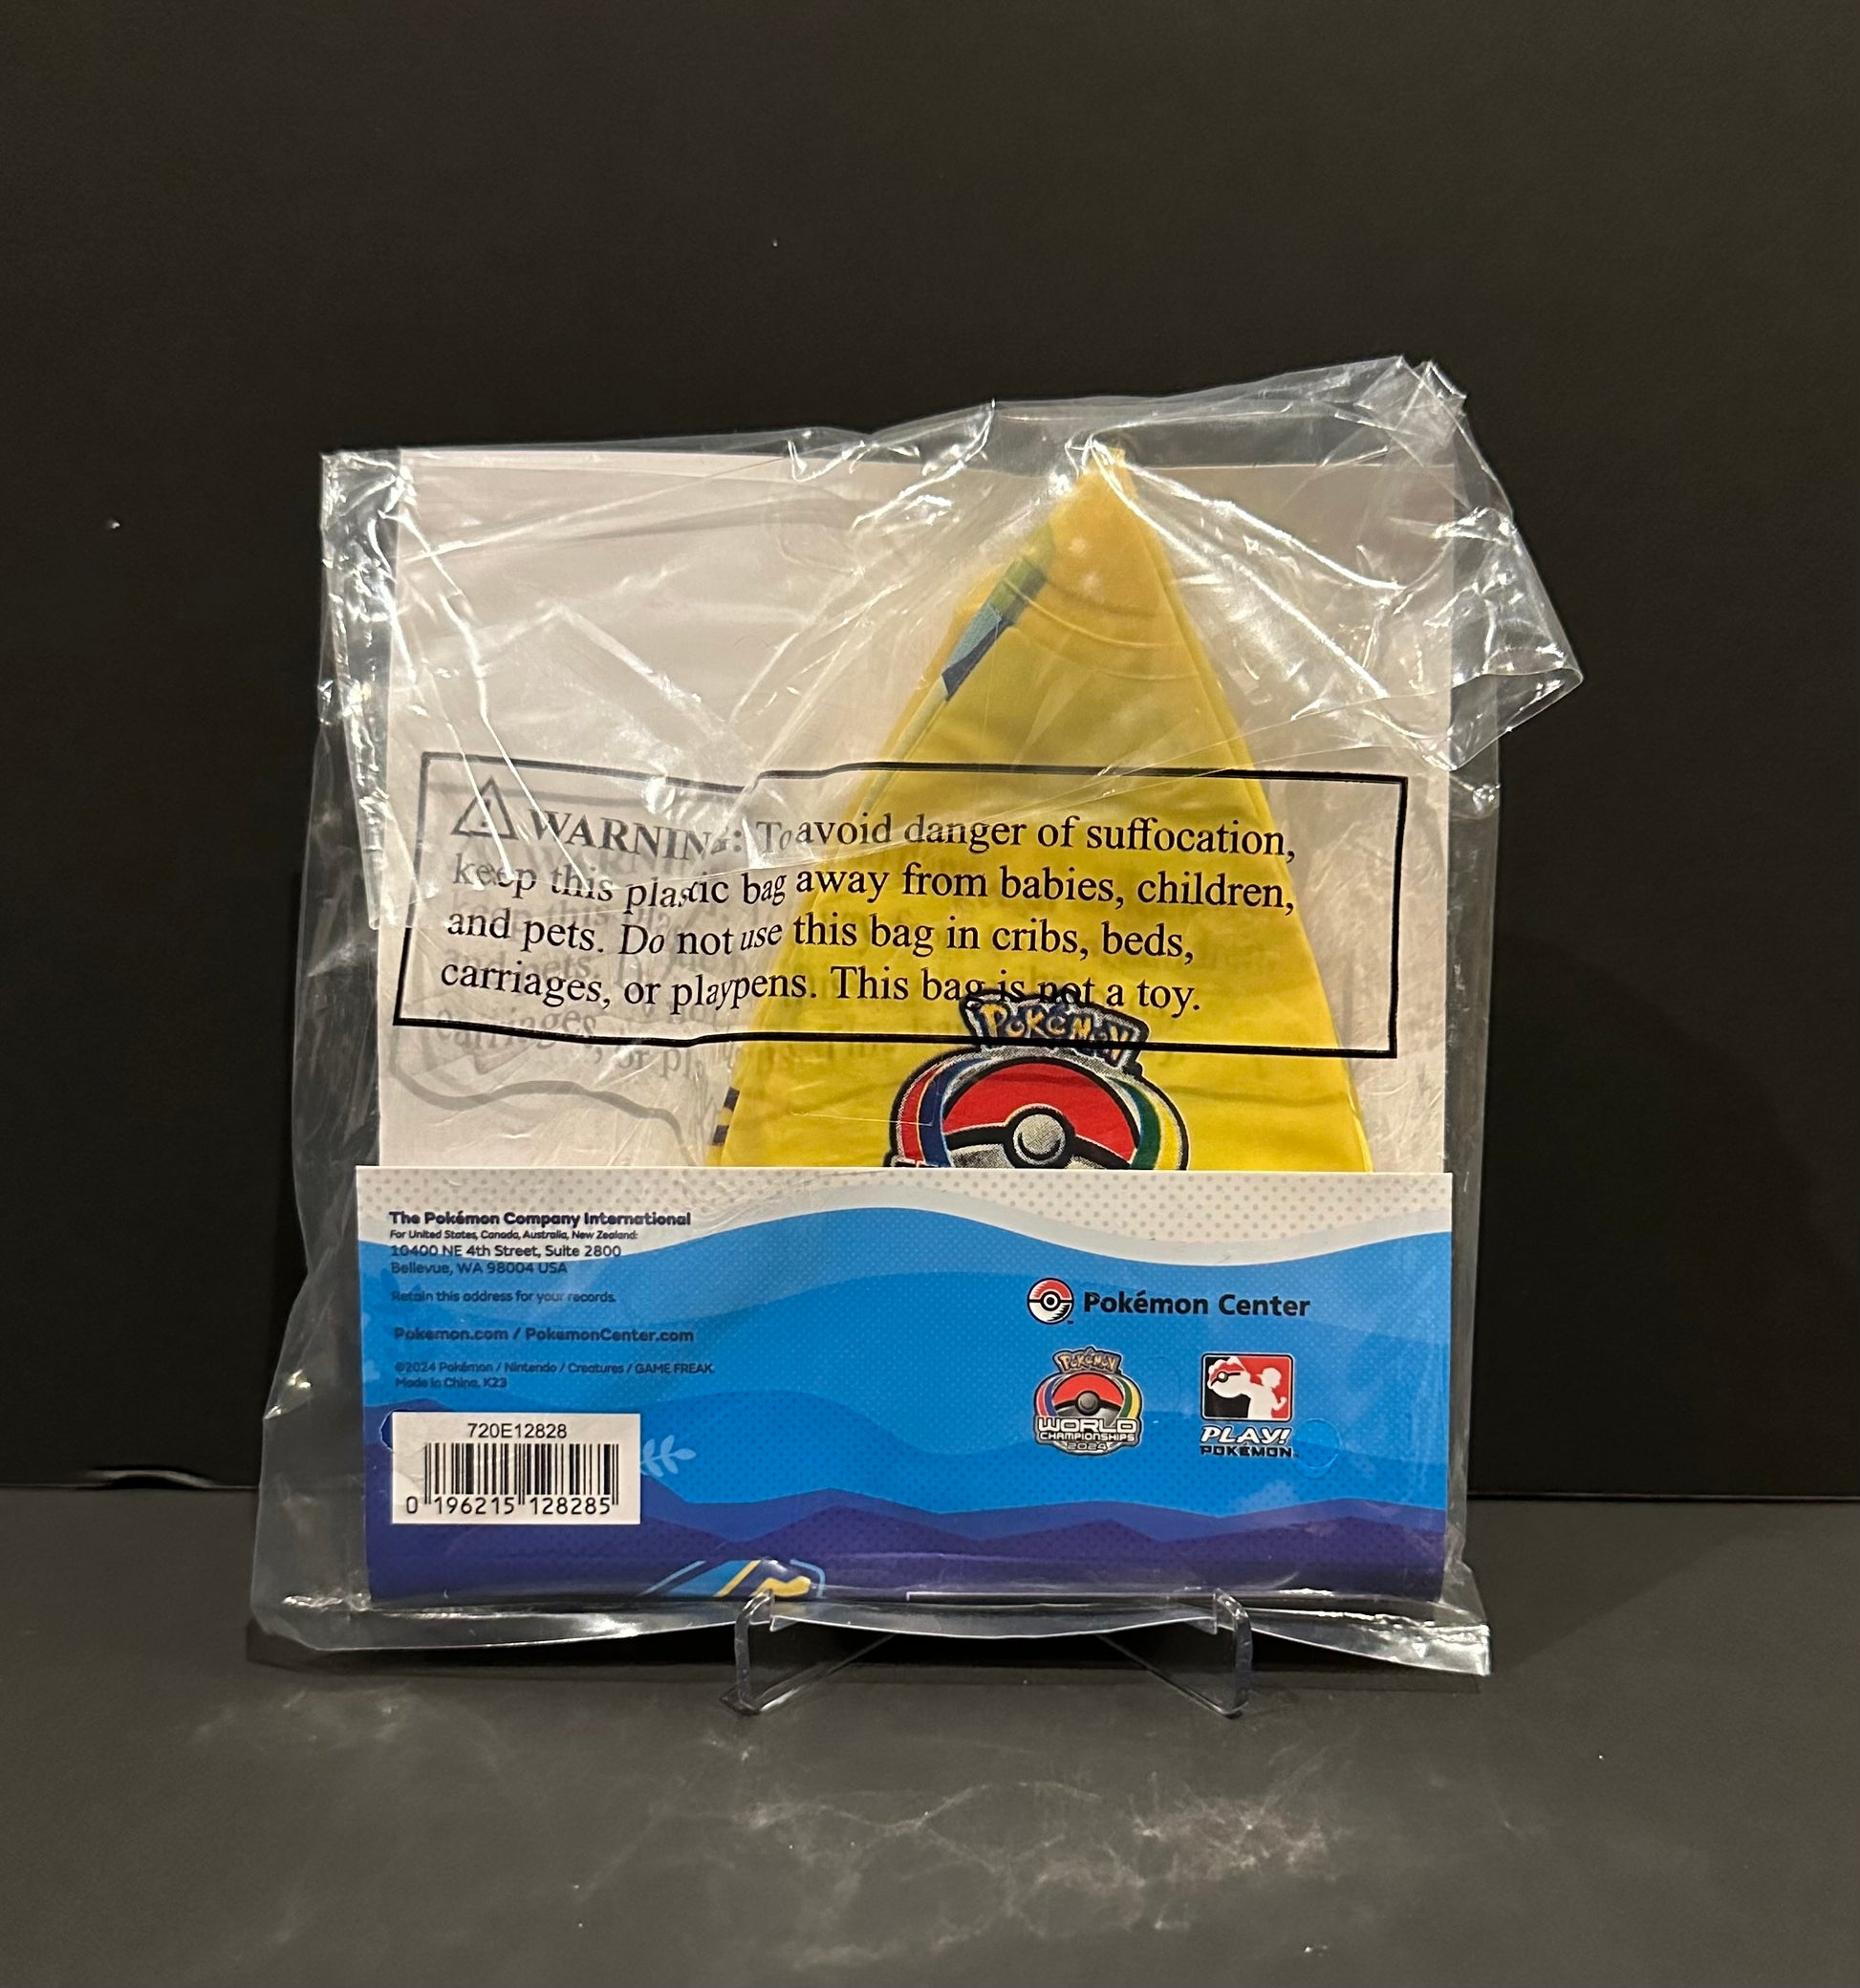 WARNING: To avoid danger of suffocation,
keep this plastic bag away from babies, children,
and pets. Do not use this bag in cribs, beds,
carriages, or playpens. This bag is not a toy.
POKéMON
The Pokémon Company International
For United States, Canada, Australia, New Zealand:
10400 NE 4th Street, Suite 2800
Bellevue, WA 98004 USA
Retain this address for your records.
Pokemon.com / PokemonCenter.com
©2024 Pokémon / Nintendo / Creatures / GAME FREAK.
Made in China. K23
720E12828
0 196215 128285
Pokémon Center
POKéMON
WORLD
CHAMPIONSHIPS
2024
PLAY!
POKÉMON